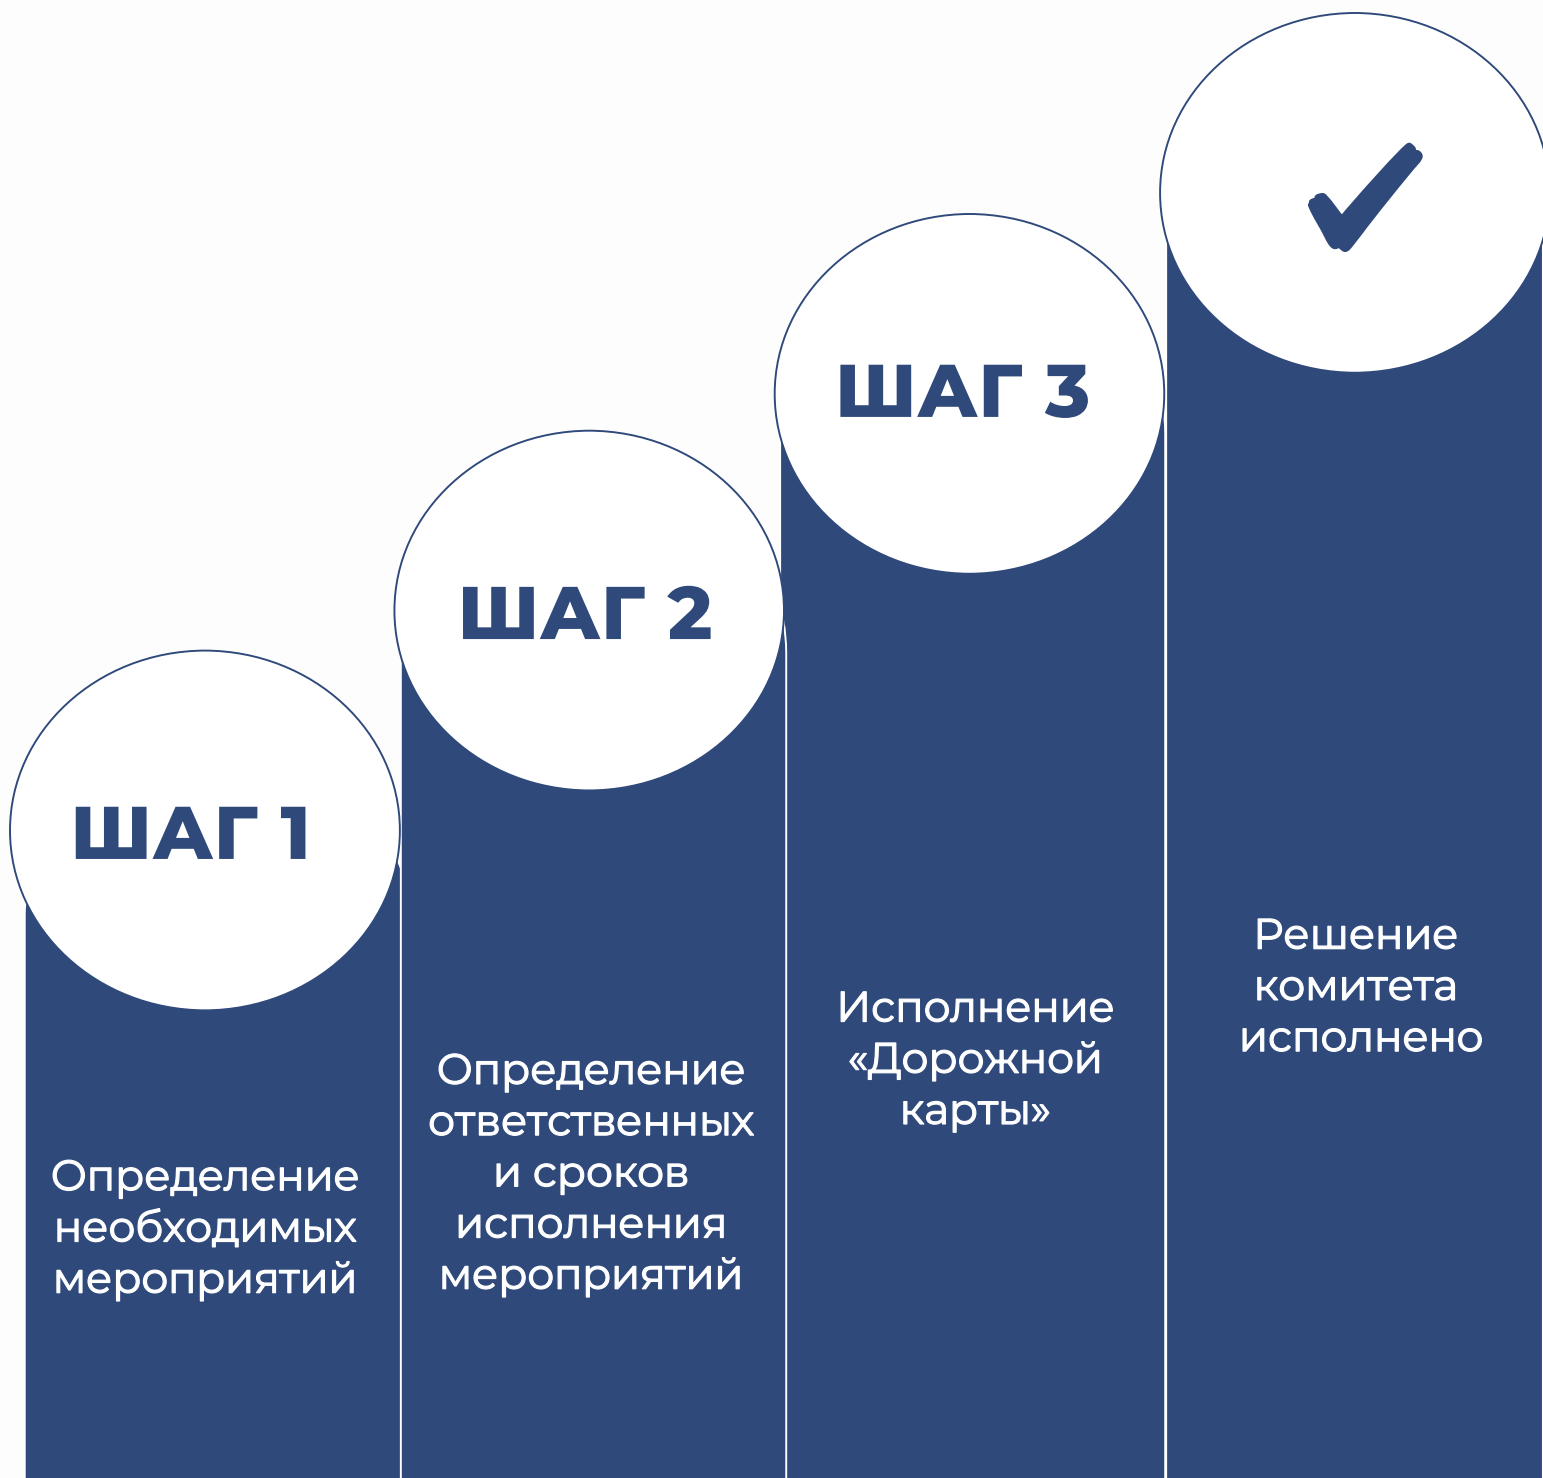 ШАГ 1
Определение
необходимых
мероприятий
ШАГ 2
Определение
ответственных
и сроков
исполнения
мероприятий
ШАГ 3
Исполнение
«Дорожной
карты»
Решение
комитета
исполнено